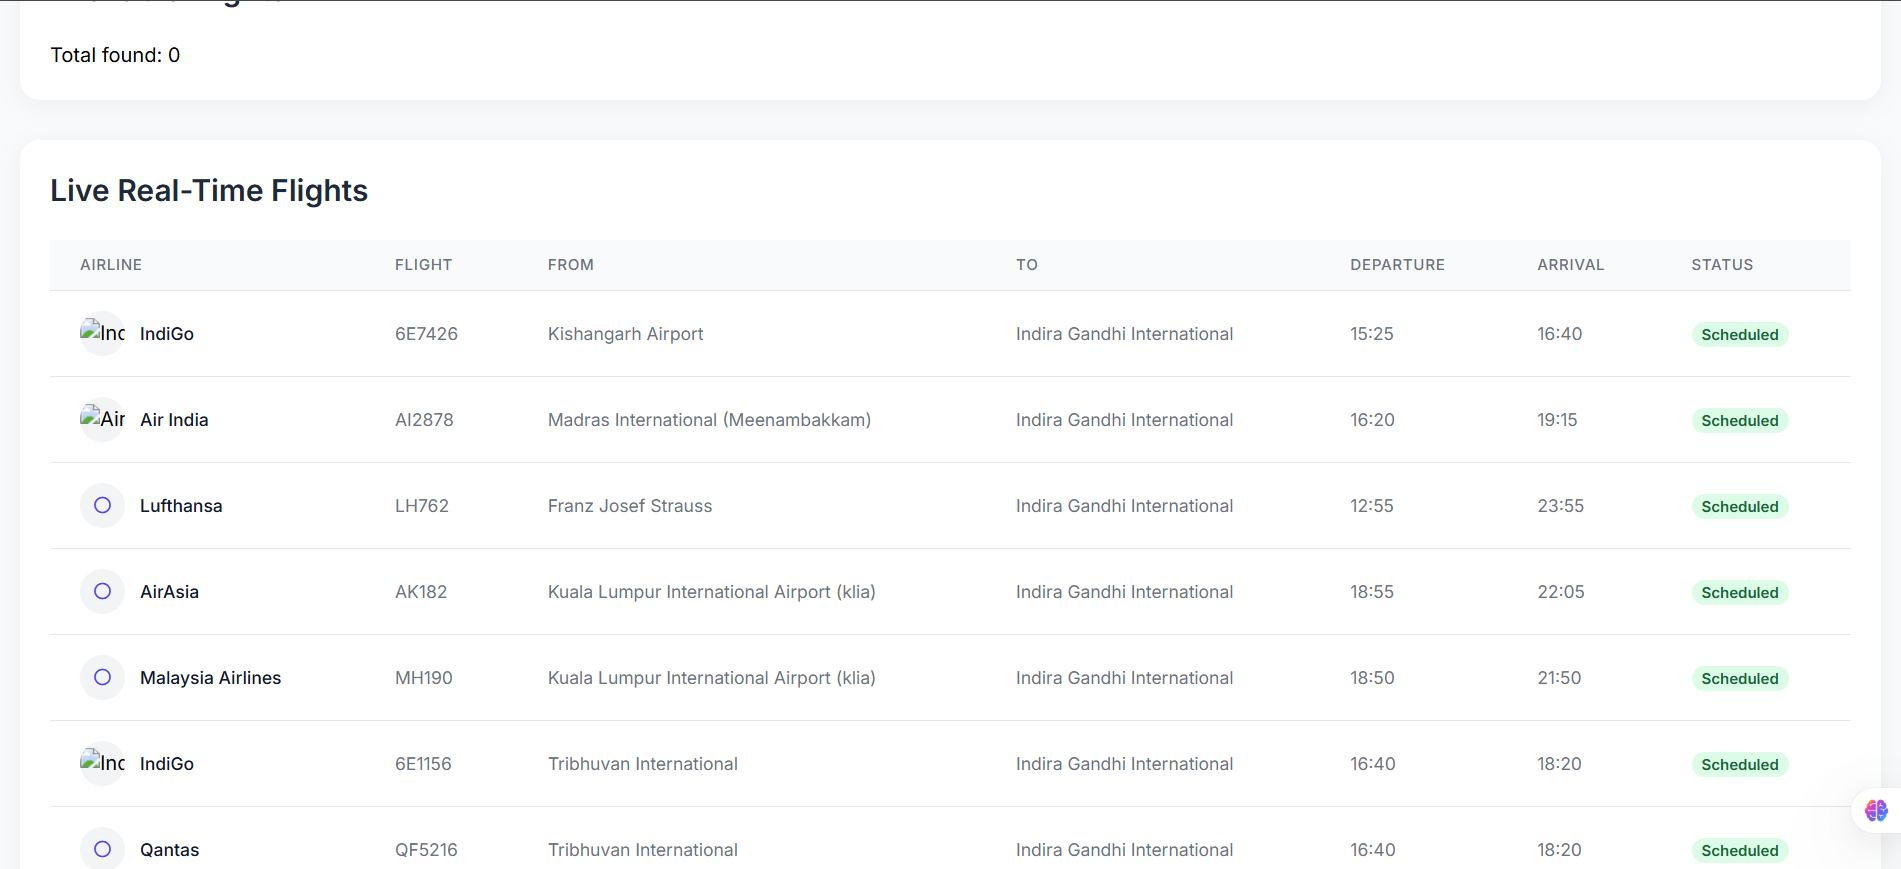 Total found: 0
Live Real-Time Flights
AIRLINE FLIGHT FROM TO DEPARTURE ARRIVAL STATUS
Inc IndiGo 6E7426 Kishangarh Airport Indira Gandhi International 15:25 16:40 Scheduled
Air Air India AI2878 Madras International (Meenambakkam) Indira Gandhi International 16:20 19:15 Scheduled
Lufthansa LH762 Franz Josef Strauss Indira Gandhi International 12:55 23:55 Scheduled
AirAsia AK182 Kuala Lumpur International Airport (klia) Indira Gandhi International 18:55 22:05 Scheduled
Malaysia Airlines MH190 Kuala Lumpur International Airport (klia) Indira Gandhi International 18:50 21:50 Scheduled
Inc IndiGo 6E1156 Tribhuvan International Indira Gandhi International 16:40 18:20 Scheduled
Qantas QF5216 Tribhuvan International Indira Gandhi International 16:40 18:20 Scheduled